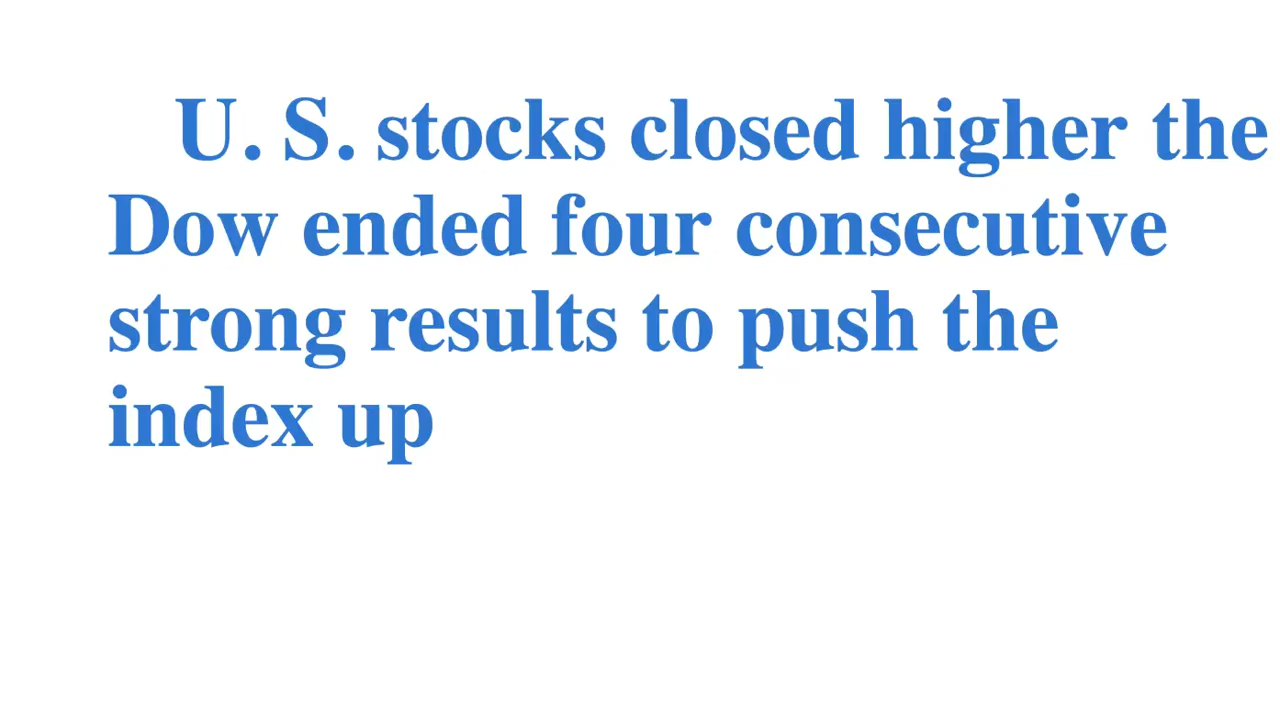 U. S. stocks closed higher the
Dow ended four consecutive
strong results to push the
index up